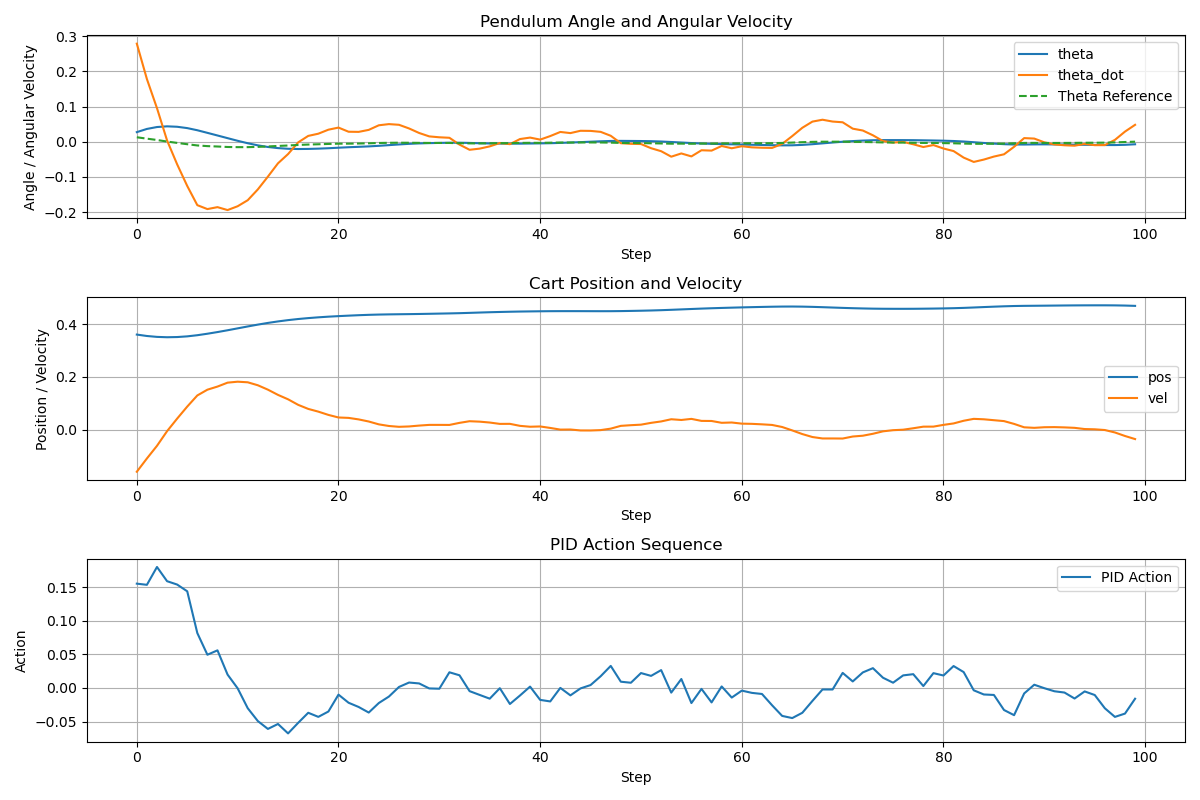 Pendulum Angle and Angular Velocity
Angle / Angular Velocity
0.3
0.2
0.1
0.0
−0.1
−0.2
theta
theta_dot
Theta Reference
0
20
40
60
80
100
Step
Cart Position and Velocity
Position / Velocity
0.4
0.2
0.0
pos
vel
0
20
40
60
80
100
Step
PID Action Sequence
Action
0.15
0.10
0.05
0.00
−0.05
PID Action
0
20
40
60
80
100
Step